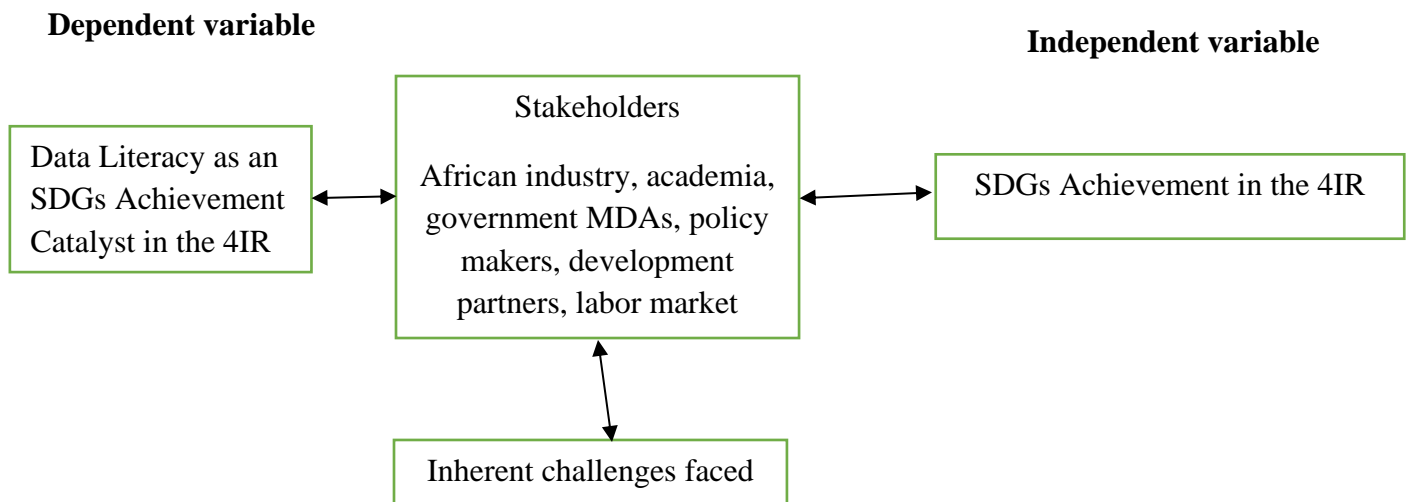 Dependent variable
Independent variable
Data Literacy as an
SDGs Achievement
Catalyst in the 4IR
Stakeholders
African industry, academia,
government MDAs, policy
makers, development
partners, labor market
SDGs Achievement in the 4IR
Inherent challenges faced